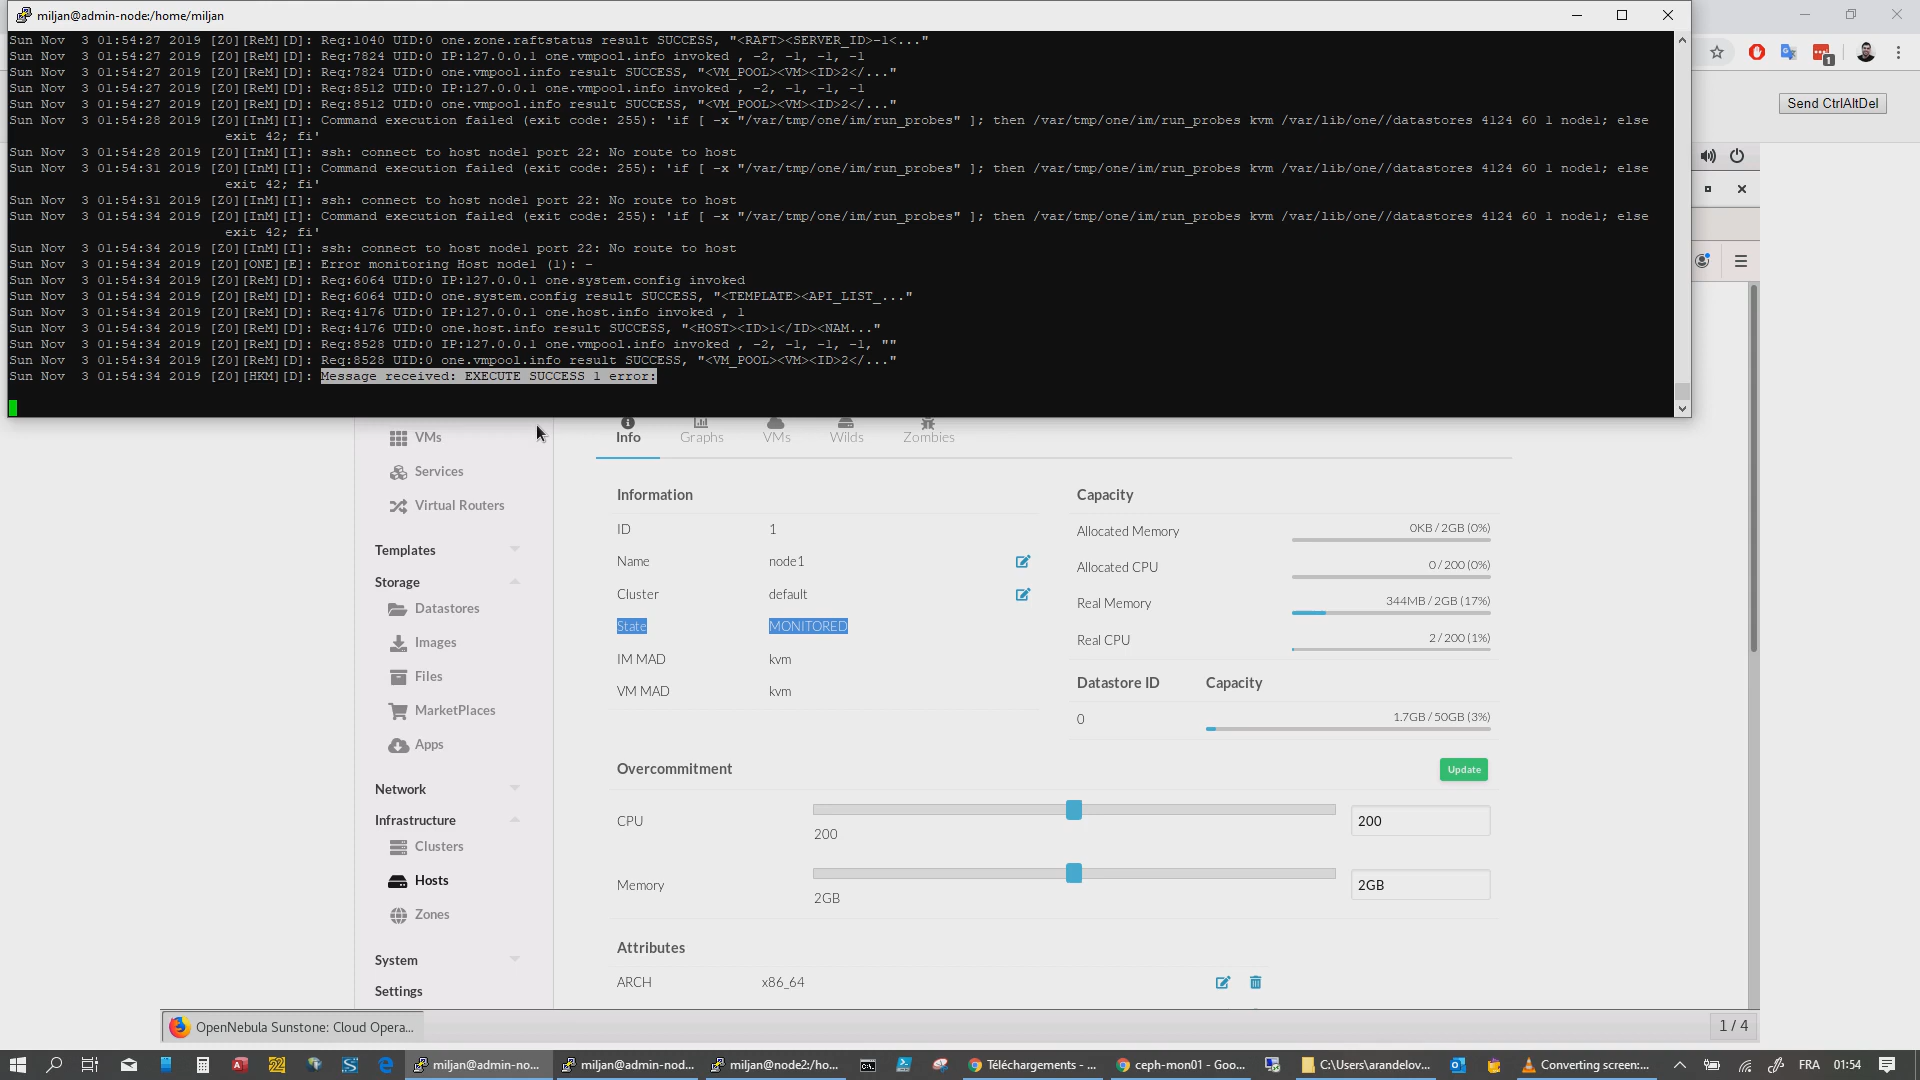 miljan@admin-node:/home/miljan
Sun Nov  3 01:54:27 2019 [Z0][ReM][D]: Req:1040 UID:0 one.zone.raftstatus result SUCCESS, "<RAFT><SERVER_ID>-1<..."
Sun Nov  3 01:54:27 2019 [Z0][ReM][D]: Req:7824 UID:0 IP:127.0.0.1 one.vmpool.info invoked , -2, -1, -1, -1
Sun Nov  3 01:54:27 2019 [Z0][ReM][D]: Req:7824 UID:0 one.vmpool.info result SUCCESS, "<VM_POOL><VM><ID>2</..."
Sun Nov  3 01:54:27 2019 [Z0][ReM][D]: Req:8512 UID:0 IP:127.0.0.1 one.vmpool.info invoked , -2, -1, -1, -1
Sun Nov  3 01:54:27 2019 [Z0][ReM][D]: Req:8512 UID:0 one.vmpool.info result SUCCESS, "<VM_POOL><VM><ID>2</..."
Sun Nov  3 01:54:28 2019 [Z0][InM][I]: Command execution failed (exit code: 255): 'if [ -x "/var/tmp/one/im/run_probes" ]; then /var/tmp/one/im/run_probes kvm /var/lib/one//datastores 4124 60 1 node1; else
exit 42; fi'
Sun Nov  3 01:54:28 2019 [Z0][InM][I]: ssh: connect to host node1 port 22: No route to host
Sun Nov  3 01:54:31 2019 [Z0][InM][I]: Command execution failed (exit code: 255): 'if [ -x "/var/tmp/one/im/run_probes" ]; then /var/tmp/one/im/run_probes kvm /var/lib/one//datastores 4124 60 1 node1; else
exit 42; fi'
Sun Nov  3 01:54:31 2019 [Z0][InM][I]: ssh: connect to host node1 port 22: No route to host
Sun Nov  3 01:54:34 2019 [Z0][InM][I]: Command execution failed (exit code: 255): 'if [ -x "/var/tmp/one/im/run_probes" ]; then /var/tmp/one/im/run_probes kvm /var/lib/one//datastores 4124 60 1 node1; else
exit 42; fi'
Sun Nov  3 01:54:34 2019 [Z0][InM][I]: ssh: connect to host node1 port 22: No route to host
Sun Nov  3 01:54:34 2019 [Z0][ONE][E]: Error monitoring Host node1 (1): -
Sun Nov  3 01:54:34 2019 [Z0][ReM][D]: Req:6064 UID:0 IP:127.0.0.1 one.system.config invoked
Sun Nov  3 01:54:34 2019 [Z0][ReM][D]: Req:6064 UID:0 one.system.config result SUCCESS, "<TEMPLATE><API_LIST_..."
Sun Nov  3 01:54:34 2019 [Z0][ReM][D]: Req:4176 UID:0 IP:127.0.0.1 one.host.info invoked , 1
Sun Nov  3 01:54:34 2019 [Z0][ReM][D]: Req:4176 UID:0 one.host.info result SUCCESS, "<HOST><ID>1</ID><NAM..."
Sun Nov  3 01:54:34 2019 [Z0][ReM][D]: Req:8528 UID:0 IP:127.0.0.1 one.vmpool.info invoked , -2, -1, -1, -1, ""
Sun Nov  3 01:54:34 2019 [Z0][ReM][D]: Req:8528 UID:0 one.vmpool.info result SUCCESS, "<VM_POOL><VM><ID>2</..."
Sun Nov  3 01:54:34 2019 [Z0][HKM][D]: Message received: EXECUTE SUCCESS 1 error:
1
Send CtrlAltDel
VMs
Services
Virtual Routers
Templates
Storage
Datastores
Images
Files
MarketPlaces
Apps
Network
Infrastructure
Clusters
Hosts
Zones
System
Settings
Info Graphs VMs Wilds Zombies
Information
ID 1
Name node1
Cluster default
State MONITORED
IM MAD kvm
VM MAD kvm
Capacity
Allocated Memory 0KB / 2GB (0%)
Allocated CPU 0 / 200 (0%)
Real Memory 344MB / 2GB (17%)
Real CPU 2 / 200 (1%)
Datastore ID Capacity
0 1.7GB / 50GB (3%)
Overcommitment Update
CPU 200 200
Memory 2GB 2GB
Attributes
ARCH x86_64
OpenNebula Sunstone: Cloud Opera...
1 / 4
miljan@admin-no... miljan@admin-nod... miljan@node2:/ho... Téléchargements - ... ceph-mon01 - Goo... C:\Users\arandelov... Converting screen:... FRA 01:54